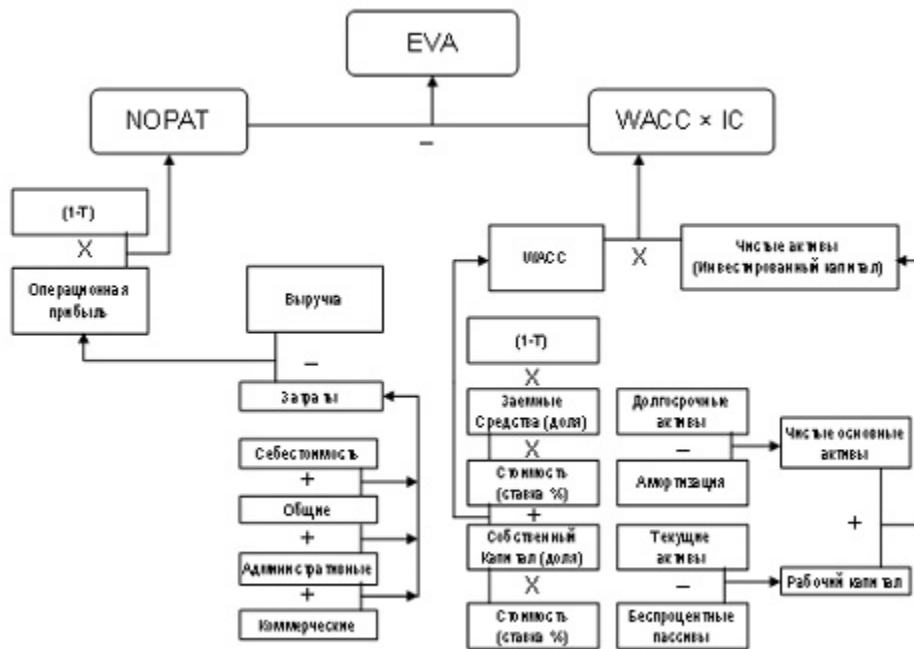 EVA
NOPAT
–
WACC × IC
(1-Т)
X
Операционная
прибыль
Выручка
–
Затраты
Себестоимость
+
Общие
+
Административные
+
Коммерческие
WACC
X
Чистые активы
(Инвестированный капитал)
(1-Т)
X
Заемные
Средства (доля)
X
Стоимость
(ставка %)
+
Собственный
Капитал (доля)
X
Стоимость
(ставка %)
Долгосрочные
активы
–
Амортизация
Текущие
активы
–
Беспроцентные
пассивы
Чистые основные
активы
+
Рабочий капитал